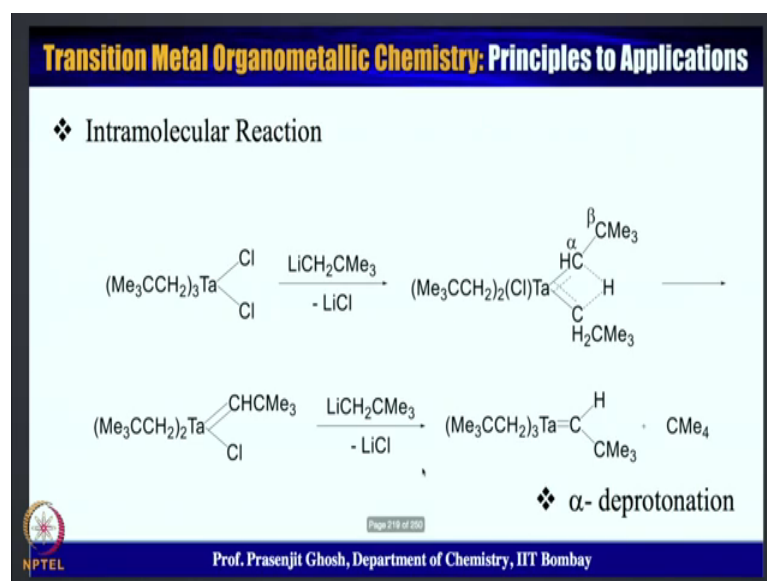 Transition Metal Organometallic Chemistry: Principles to Applications
❖ Intramolecular Reaction
(Me₃CCH₂)₃Ta
Cl
Cl
LiCH₂CMe₃
- LiCl
(Me₃CCH₂)₂(Cl)Ta
β
CMe₃
α
HC
H
C
H₂CMe₃
(Me₃CCH₂)₂Ta
CHCMe₃
Cl
LiCH₂CMe₃
- LiCl
(Me₃CCH₂)₃Ta=C
H
CMe₃
CMe₄
❖ α- deprotonation
Page 219 of 250
NPTEL
Prof. Prasenjit Ghosh, Department of Chemistry, IIT Bombay